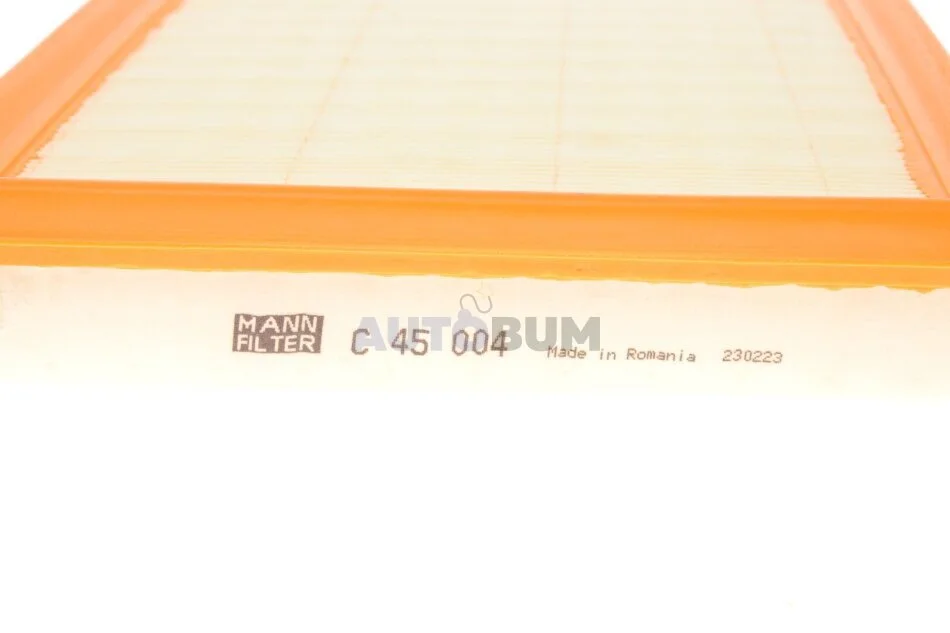 MANN
FILTER
C 45 004
AUTOBUM
Made in Romania 230223